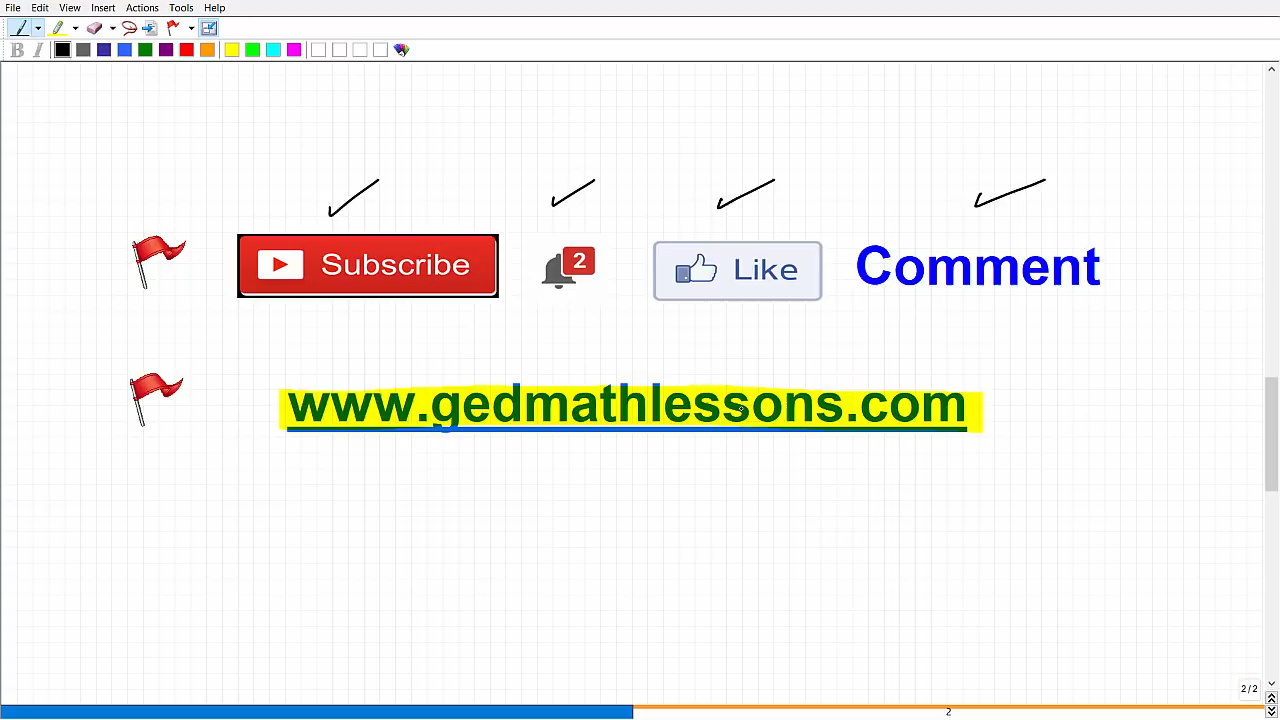 File Edit View Insert Actions Tools Help
B I
Subscribe 2 Like Comment
www.gedmathlessons.com
2/2
2